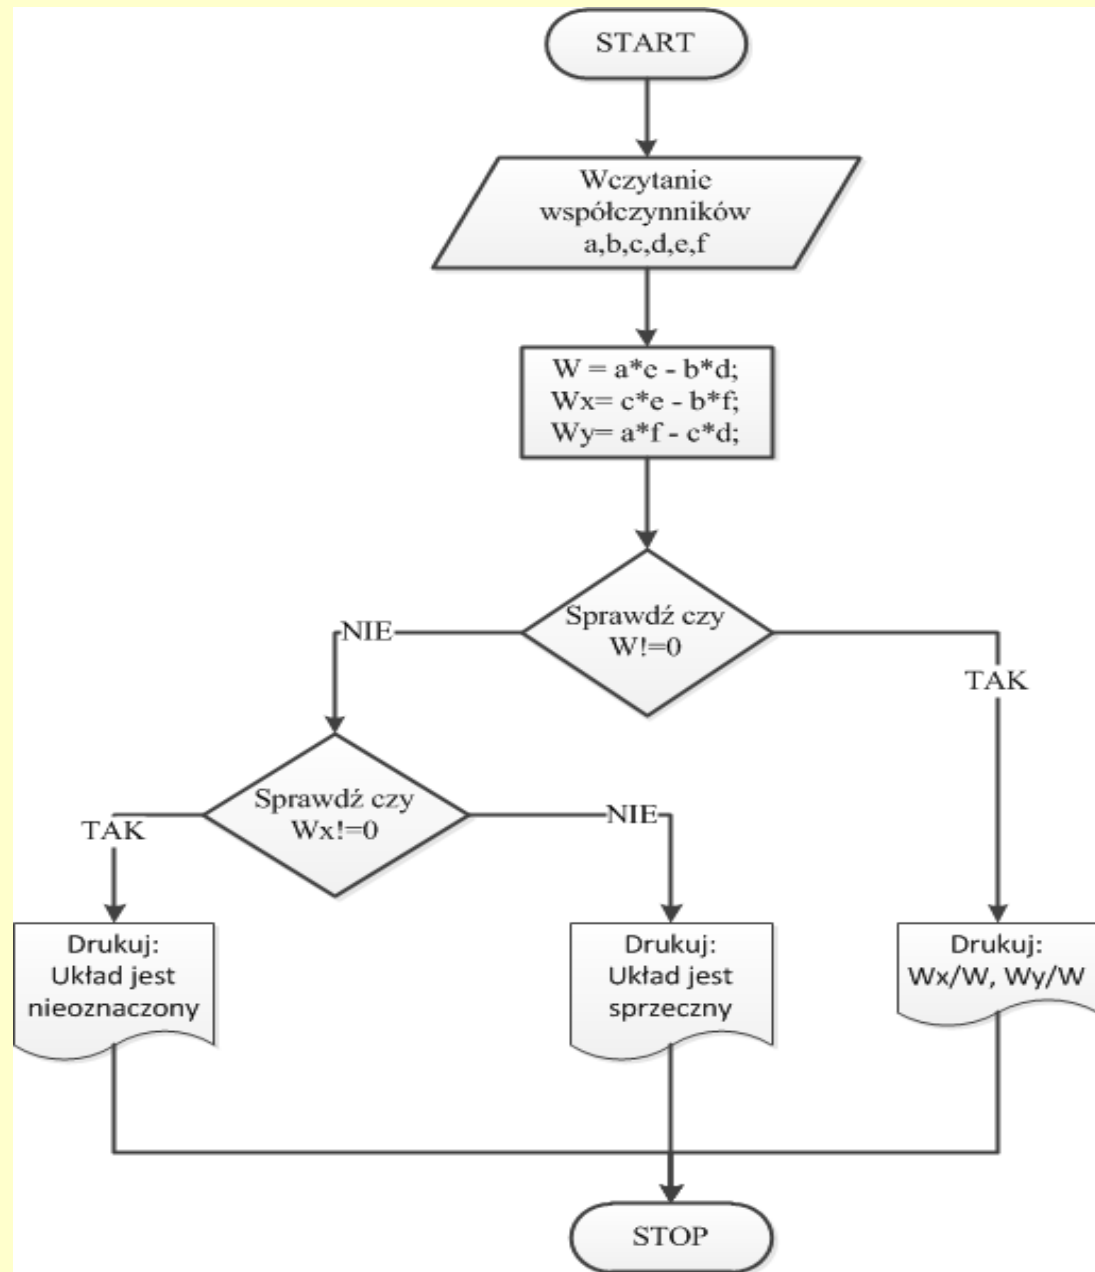 START
Wczytanie
współczynników
a,b,c,d,e,f
W = a*e - b*d;
Wx= c*e - b*f;
Wy= a*f - c*d;
Sprawdź czy
W!=0
NIE
TAK
Sprawdź czy
Wx!=0
TAK
NIE
Drukuj:
Układ jest
nieoznaczony
Drukuj:
Układ jest
sprzeczny
Drukuj:
Wx/W, Wy/W
STOP